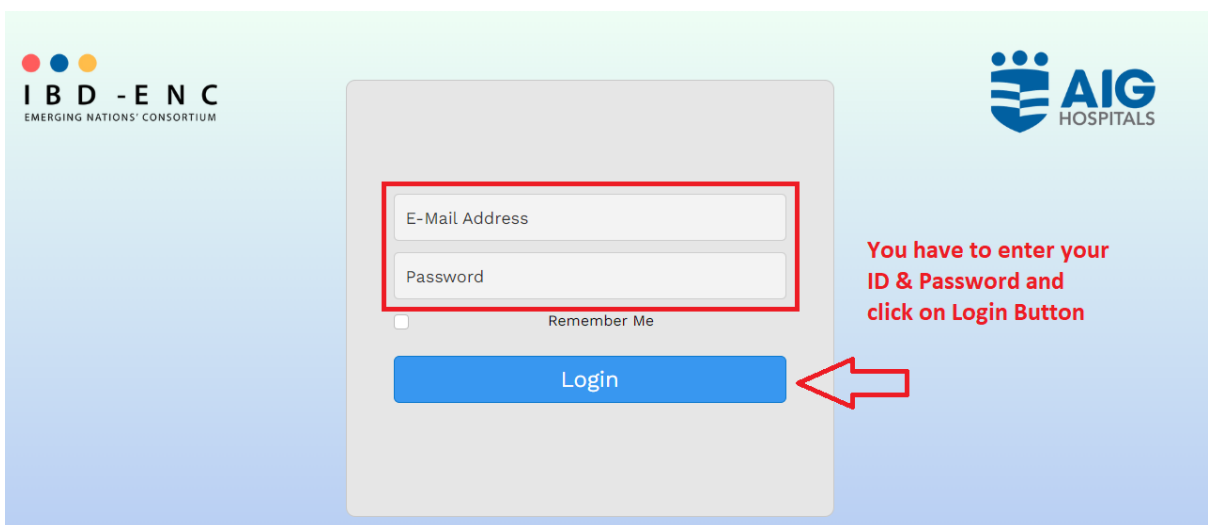 IBD-ENC
EMERGING NATIONS' CONSORTIUM
AIG
HOSPITALS
E-Mail Address
Password
Remember Me
Login
You have to enter your
ID & Password and
click on Login Button